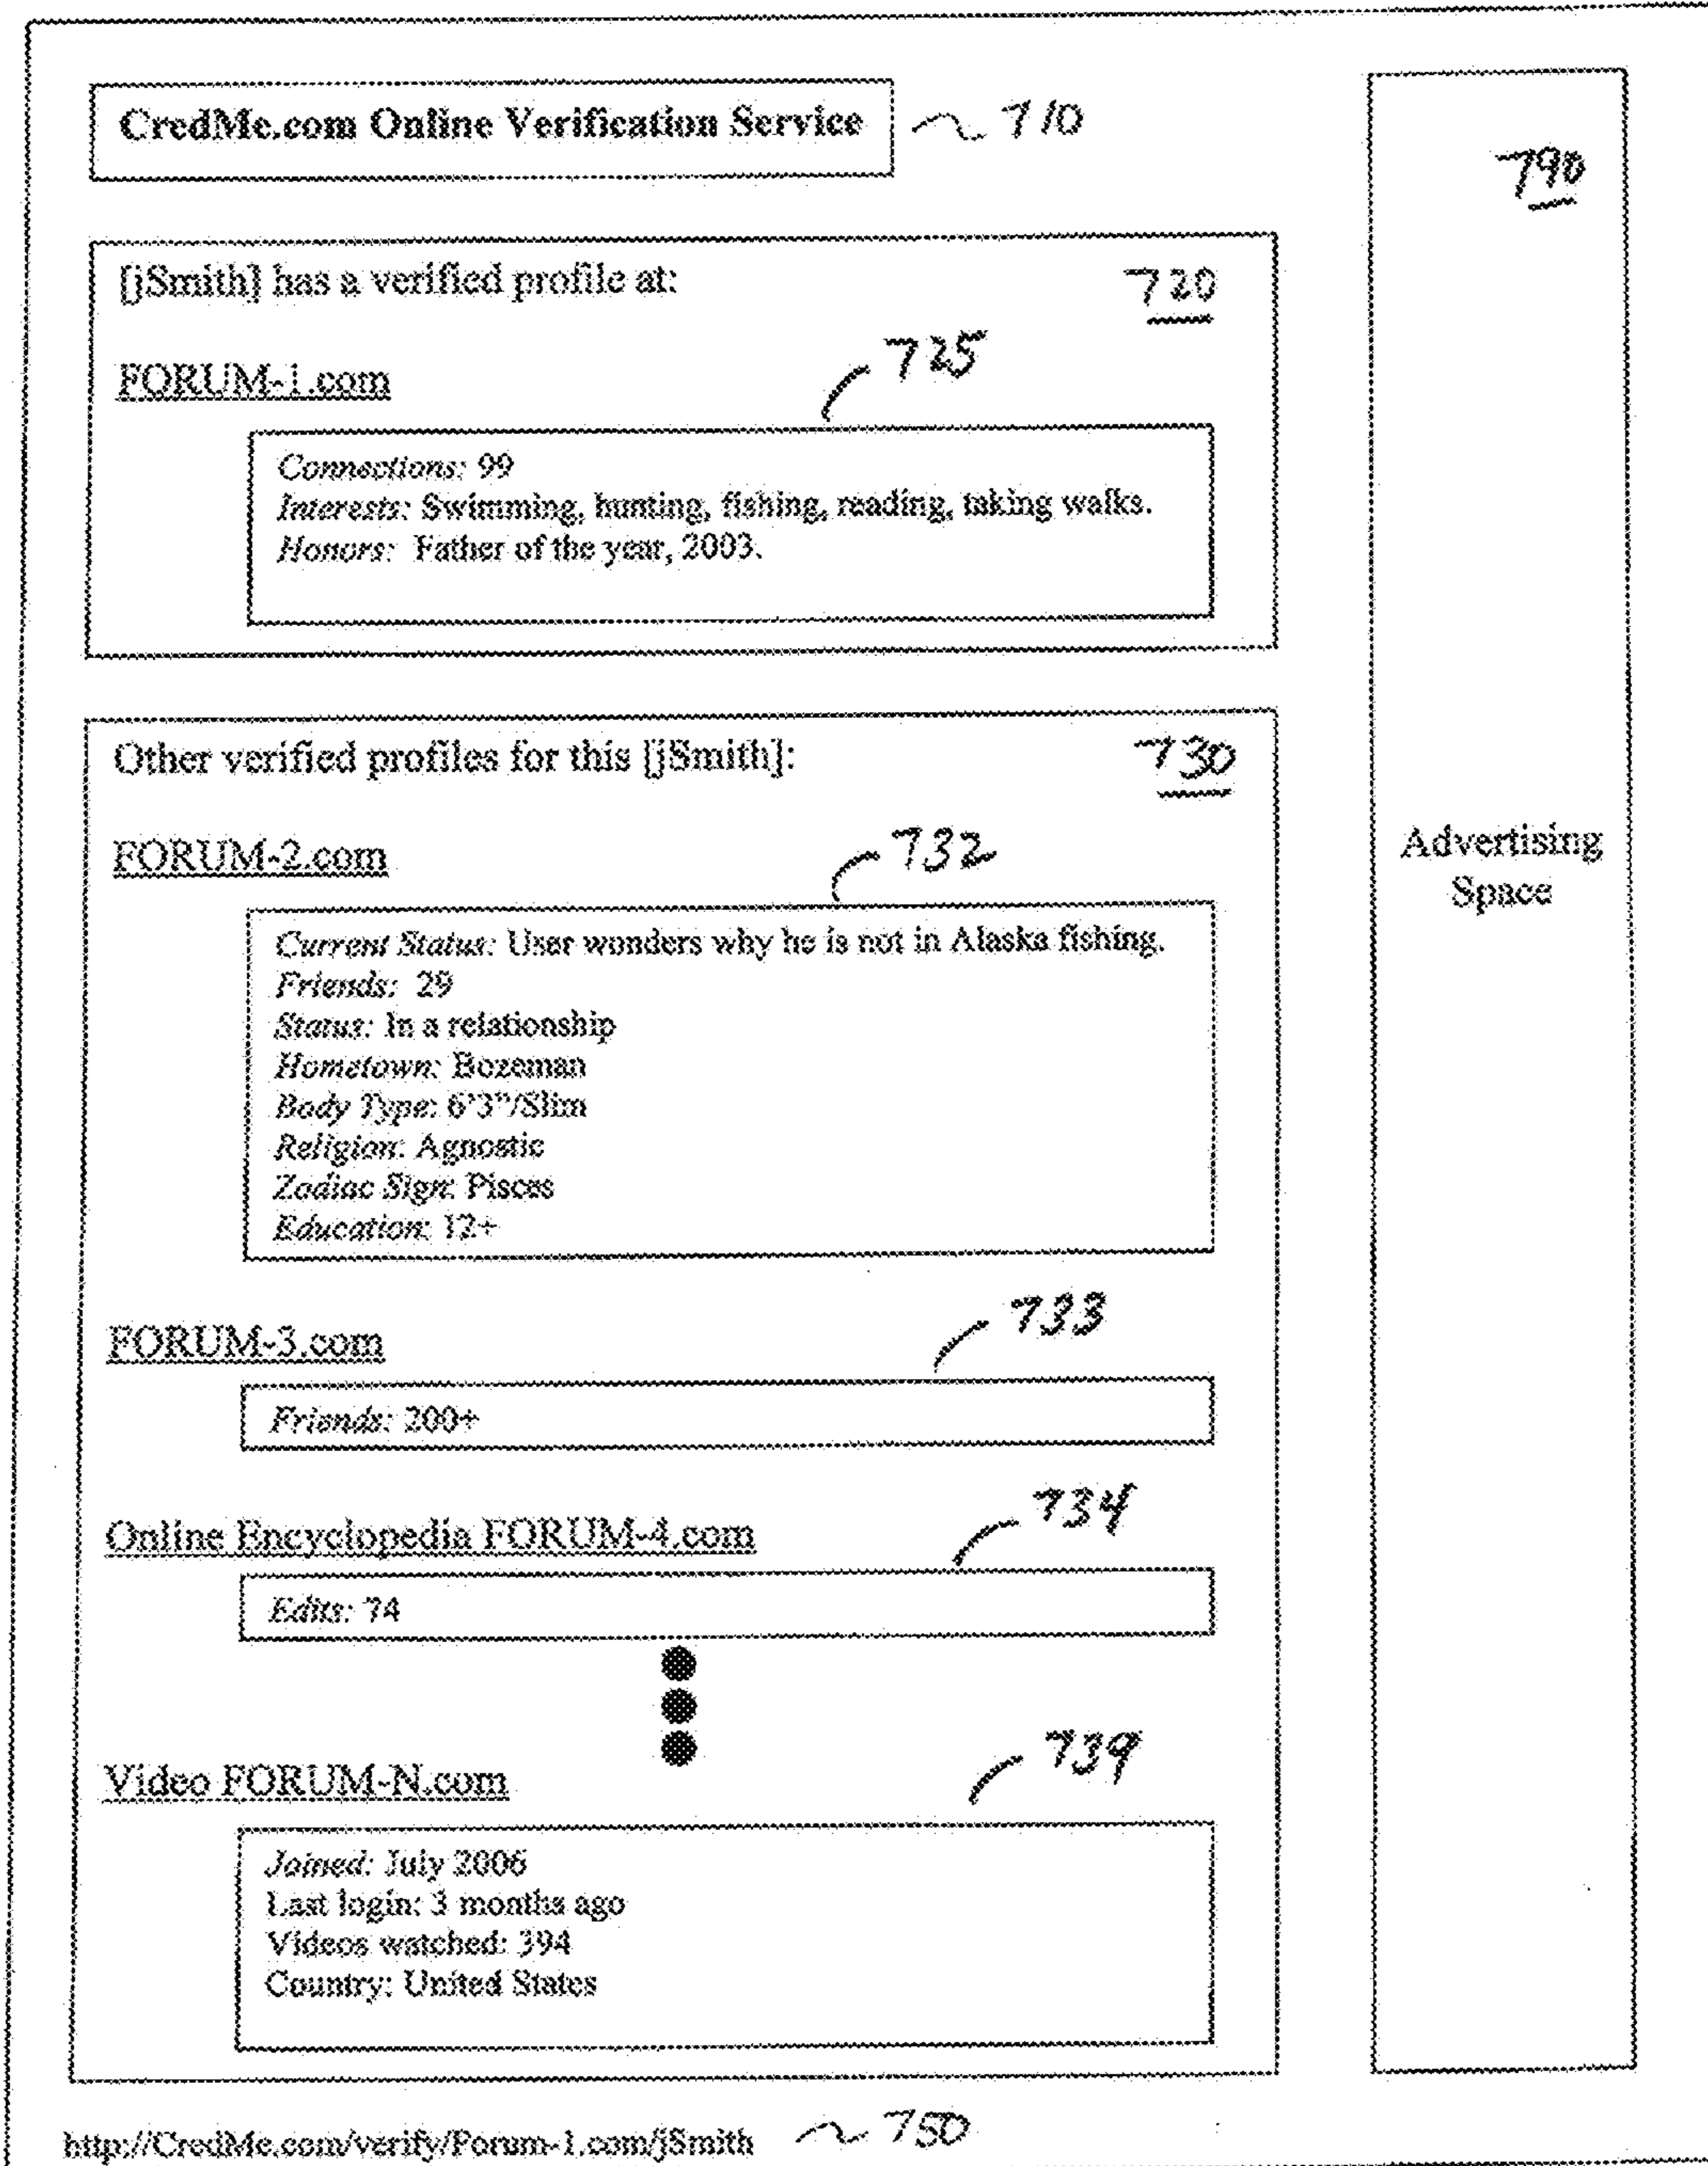 CredMe.com Online Verification Service
710
790
[jSmith] has a verified profile at:
720
FORUM-1.com
725
Connections: 99
Interests: Swimming, hunting, fishing, reading, taking walks.
Honors: Father of the year, 2003.
Other verified profiles for this [jSmith]:
730
FORUM-2.com
732
Current Status: User wonders why he is not in Alaska fishing.
Friends: 29
Status: In a relationship
Hometown: Bozeman
Body Type: 6'3"/Slim
Religion: Agnostic
Zodiac Sign: Pisces
Education: 12+
FORUM-3.com
733
Friends: 200+
Online Encyclopedia FORUM-4.com
734
Edits: 74
Video FORUM-N.com
739
Joined: July 2006
Last login: 3 months ago
Videos watched: 394
Country: United States
Advertising
Space
http://CredMe.com/verify/Forum-1.com/jSmith
750